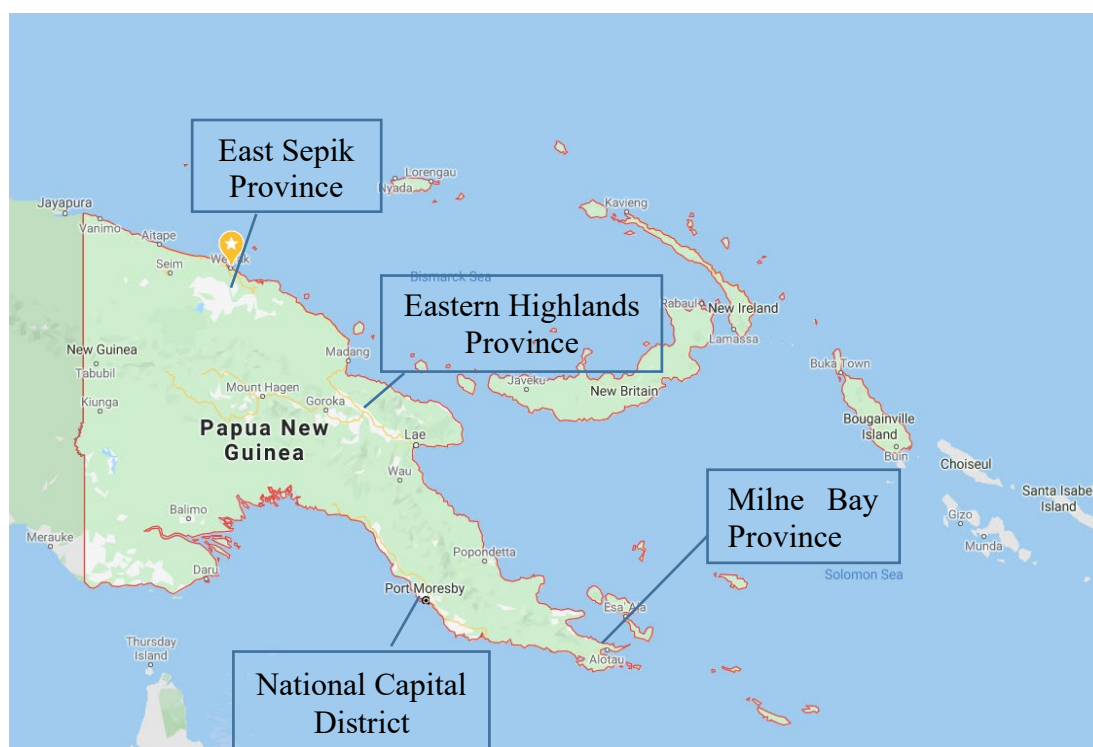 East Sepik
Province
Lorengau
Nyada
Jayapura
Vanimo
Aitape
Kavieng
Seim
Bismarck Sea
Eastern Highlands
Province
Rabaul
New Ireland
Lamassa
New Guinea
Tabubil
Madang
Buka Town
Mount Hagen
Javeku
New Britain
Kiunga
Goroka
Papua New
Guinea
Lae
Bougainville
Island
Buin
Choiseul
Wau
Santa Isabe
Island
Balimo
Milne Bay
Province
Gizo
Munda
Merauke
Popondetta
Daru
Solomon Sea
Port Moresby
Esa'Ala
Thursday
Island
Alotau
National Capital
District